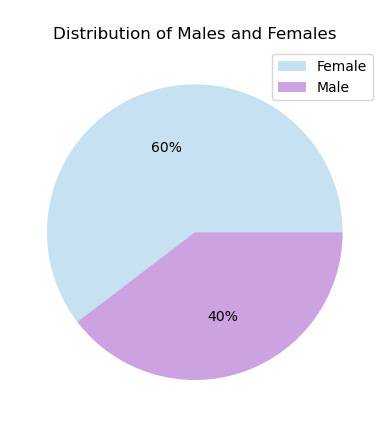 Distribution of Males and Females
Female
Male
60%
40%